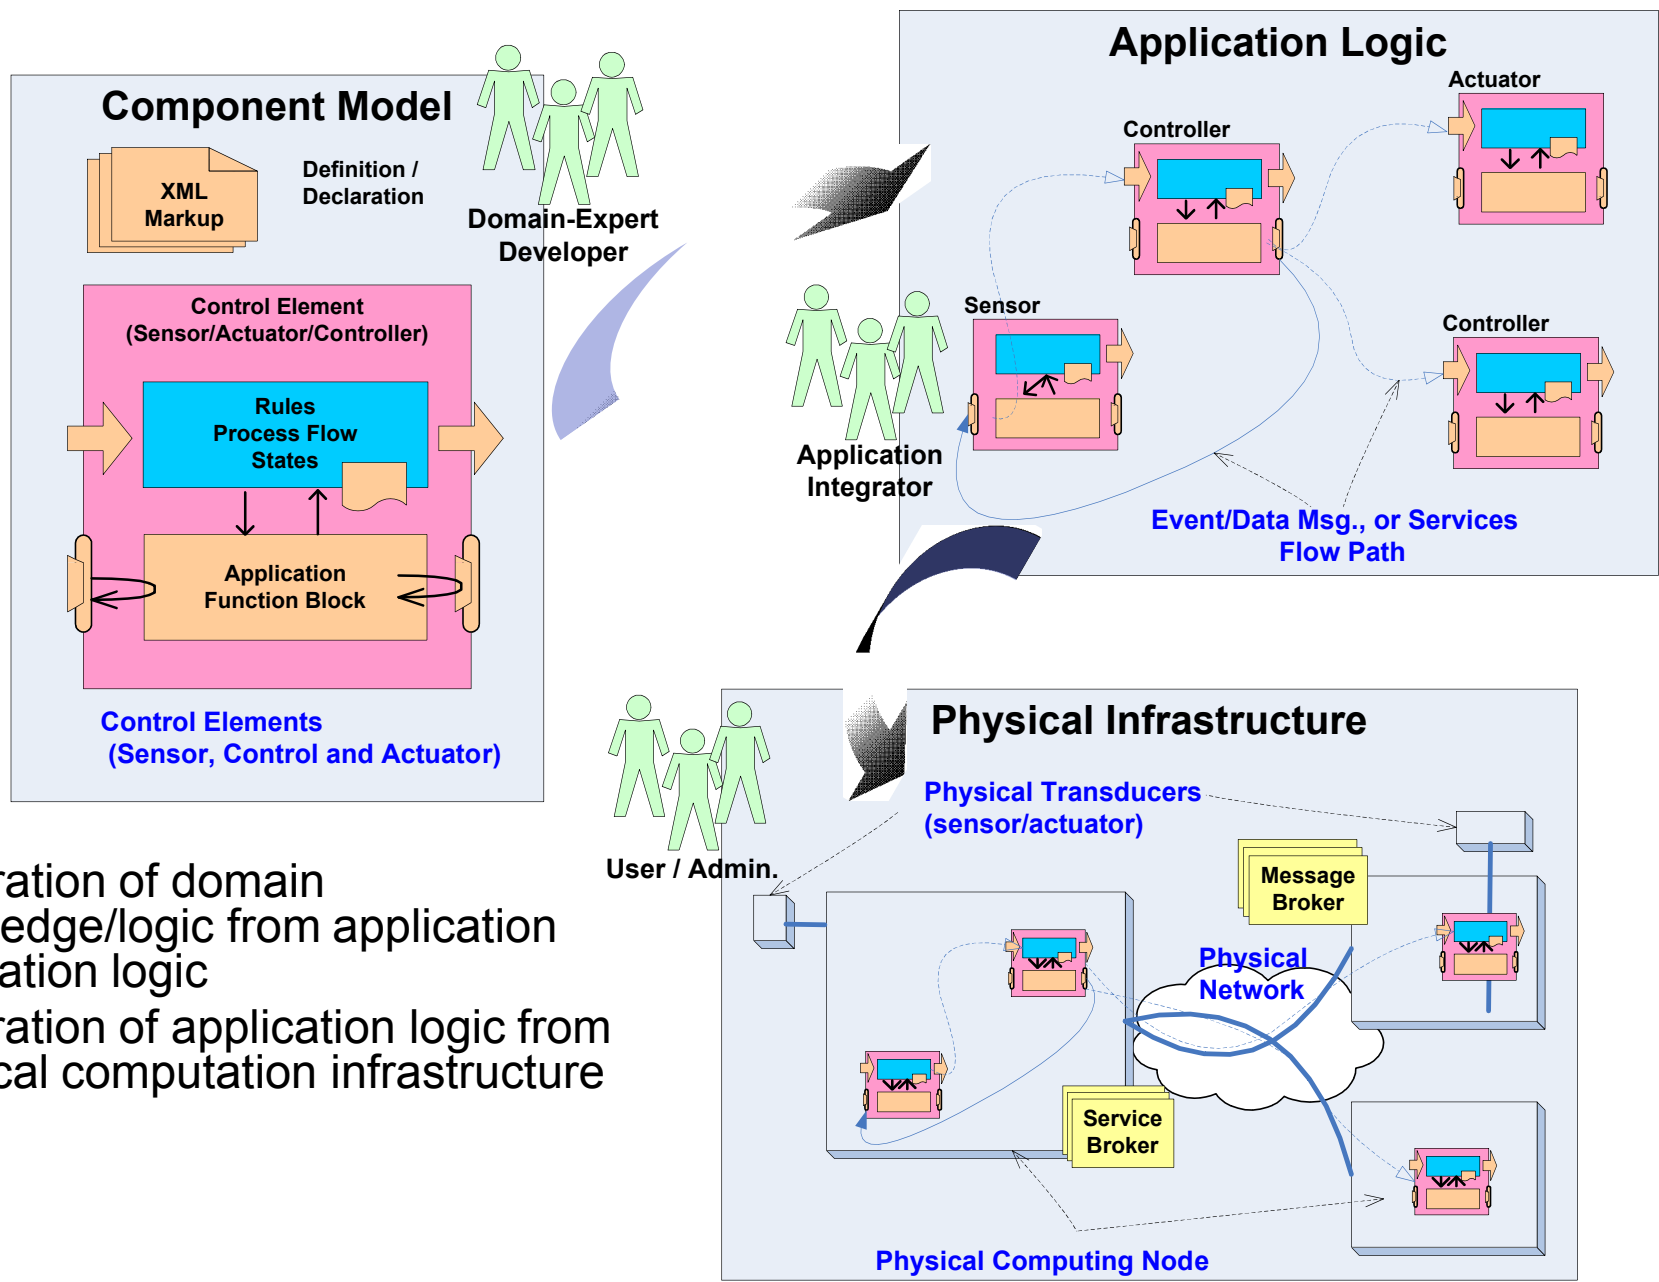 Component Model
XML
Markup
Definition /
Declaration
Domain-Expert
Developer
Control Element
(Sensor/Actuator/Controller)
Rules
Process Flow
States
Application
Function Block
Control Elements
(Sensor, Control and Actuator)
Application Logic
Actuator
Controller
Sensor
Controller
Application
Integrator
Event/Data Msg., or Services
Flow Path
Physical Infrastructure
Physical Transducers
(sensor/actuator)
User / Admin.
Message
Broker
Physical
Network
Service
Broker
Physical Computing Node
ration of domain
edge/logic from application
ation logic
ration of application logic from
cal computation infrastructure